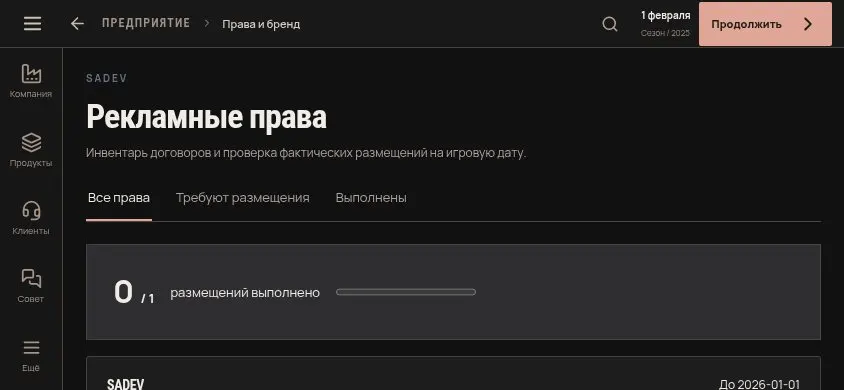 ПРЕДПРИЯТИЕ > Права и бренд
1 февраля
Сезон / 2025
Продолжить
Компания
Продукты
Клиенты
Совет
Ещё
SADEV
Рекламные права
Инвентарь договоров и проверка фактических размещений на игровую дату.
Все права Требуют размещения Выполнены
0 / 1 размещений выполнено
SADEV До 2026-01-01